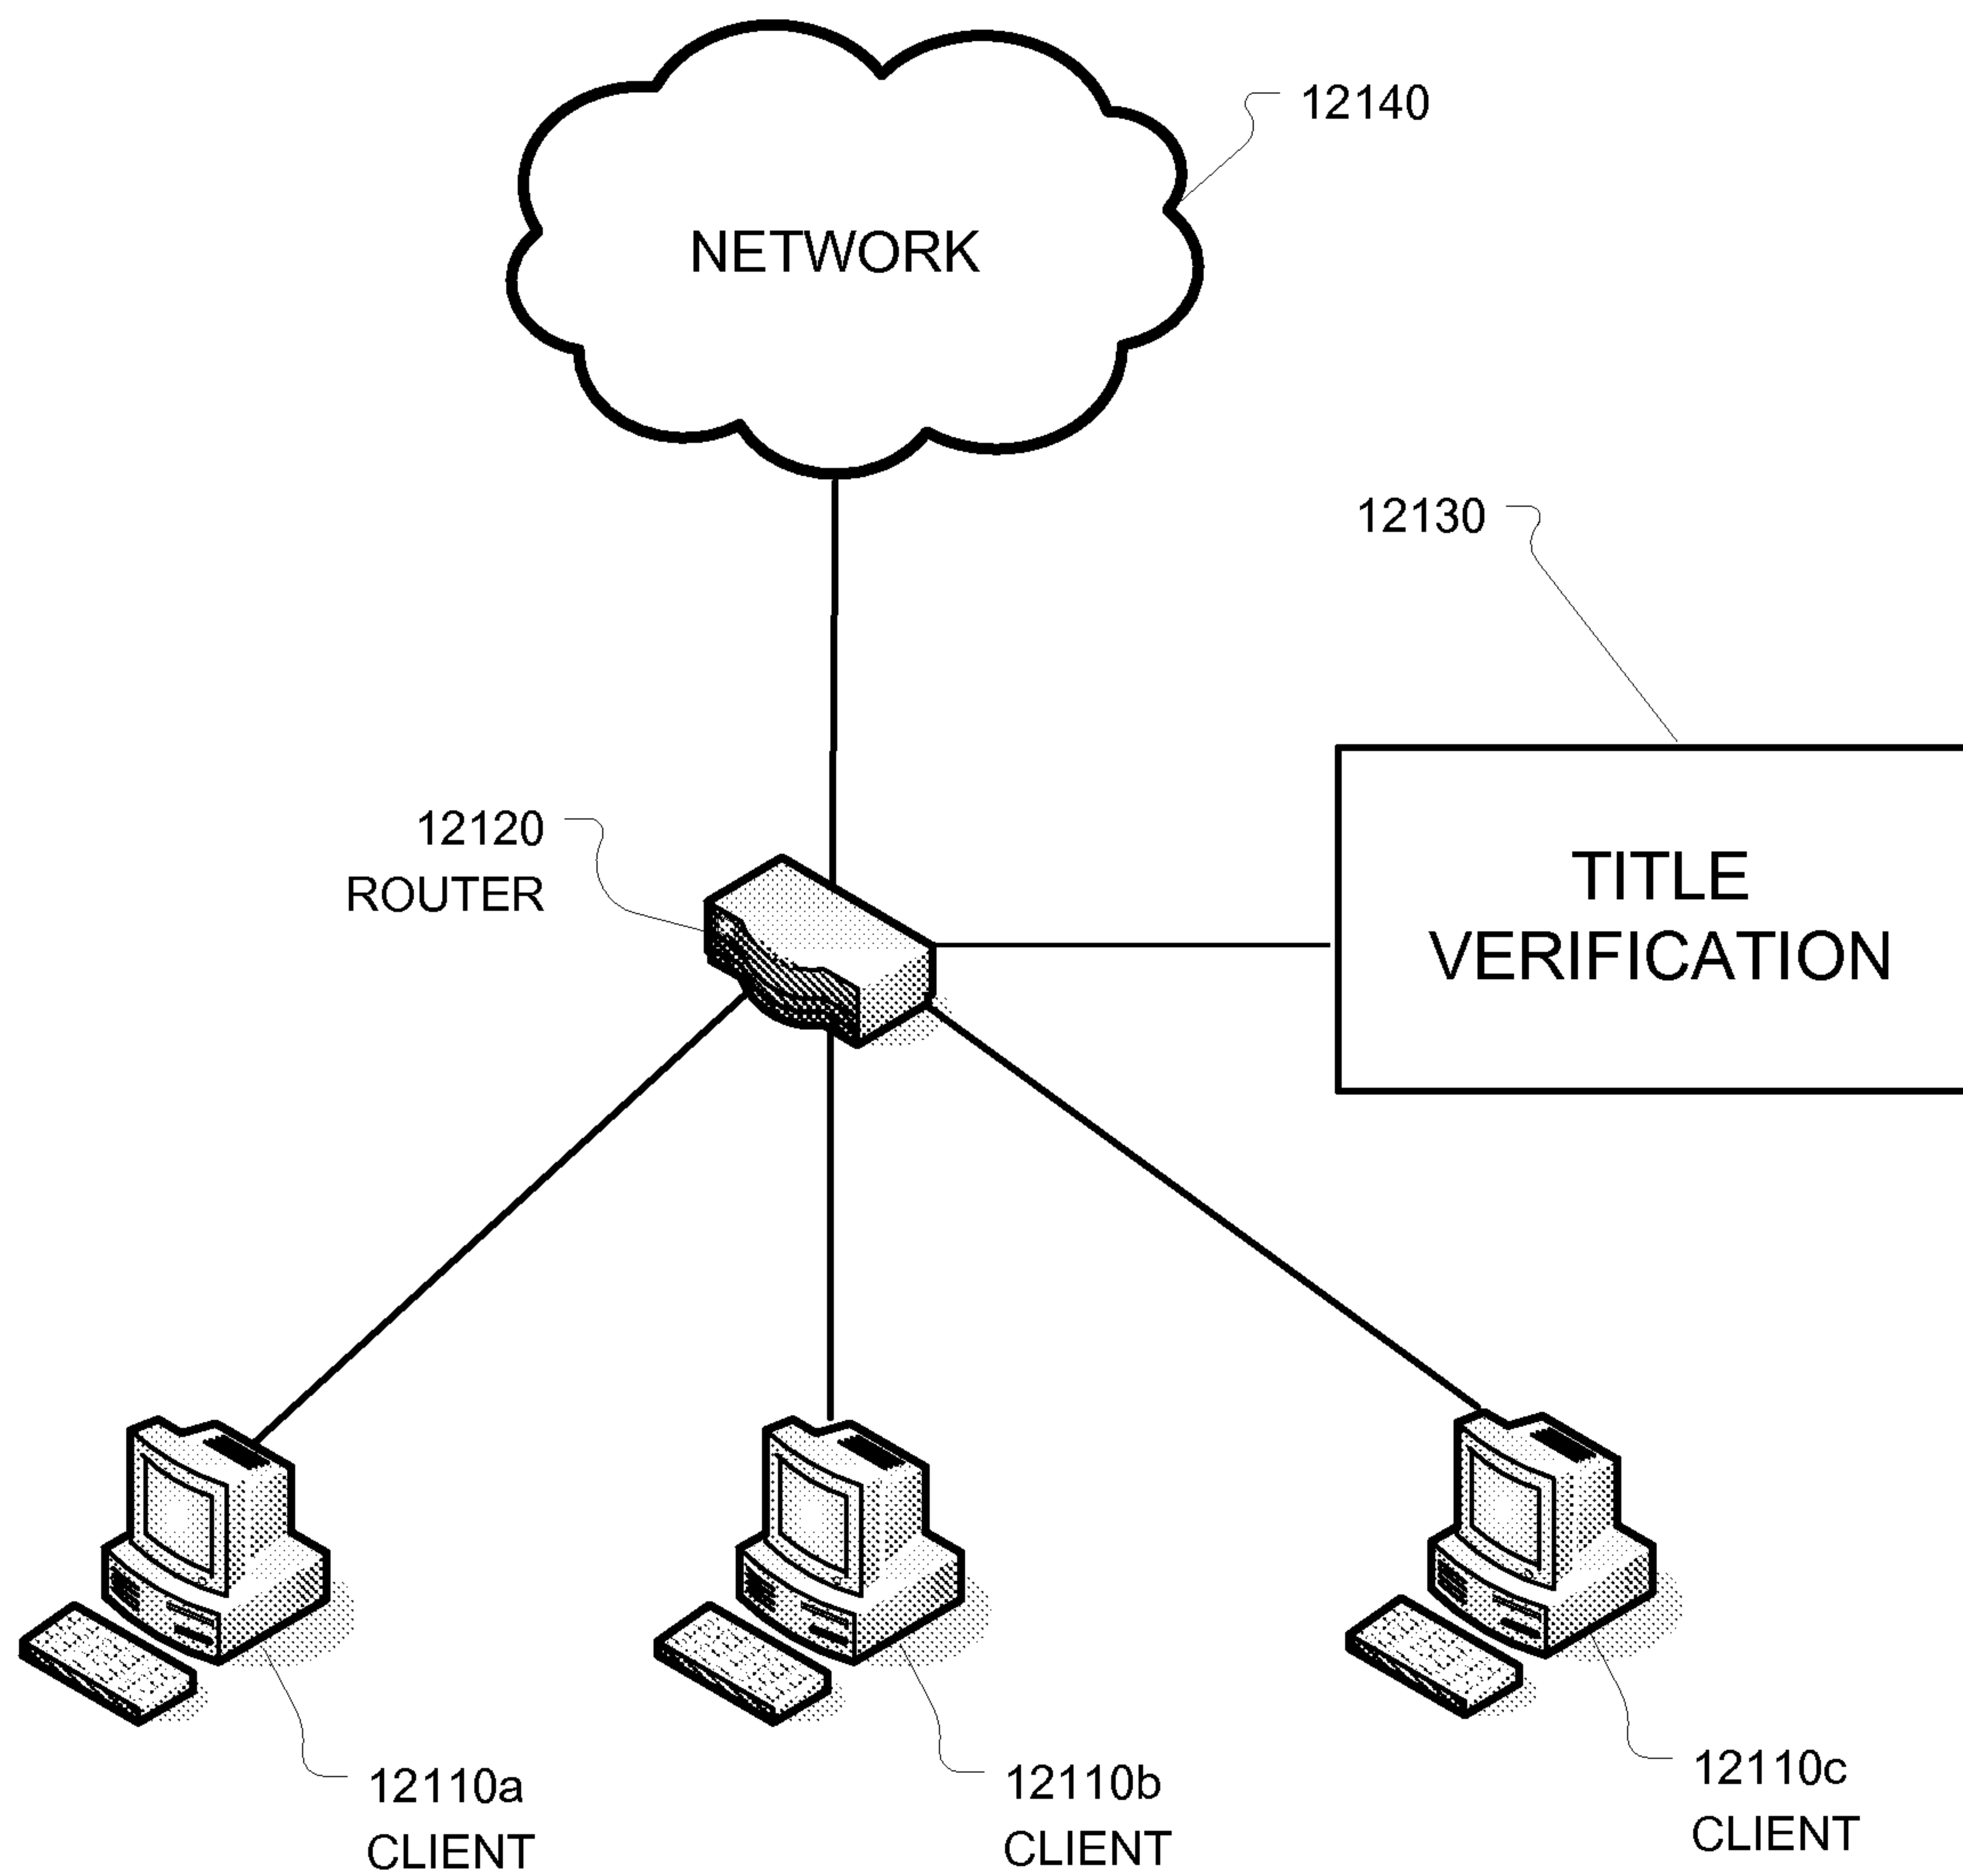 12140
NETWORK
12130
12120
ROUTER
TITLE
VERIFICATION
12110a
CLIENT
12110b
CLIENT
12110c
CLIENT